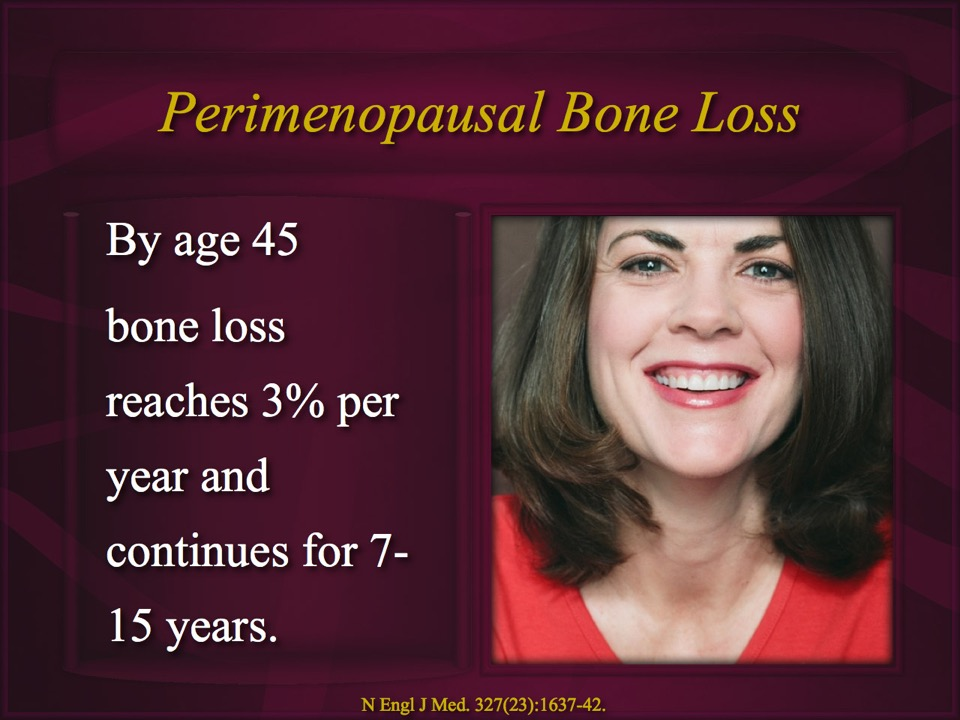 Perimenopausal Bone Loss
By age 45
bone loss
reaches 3% per
year and
continues for 7-
15 years.
N Engl J Med. 327(23):1637-42.